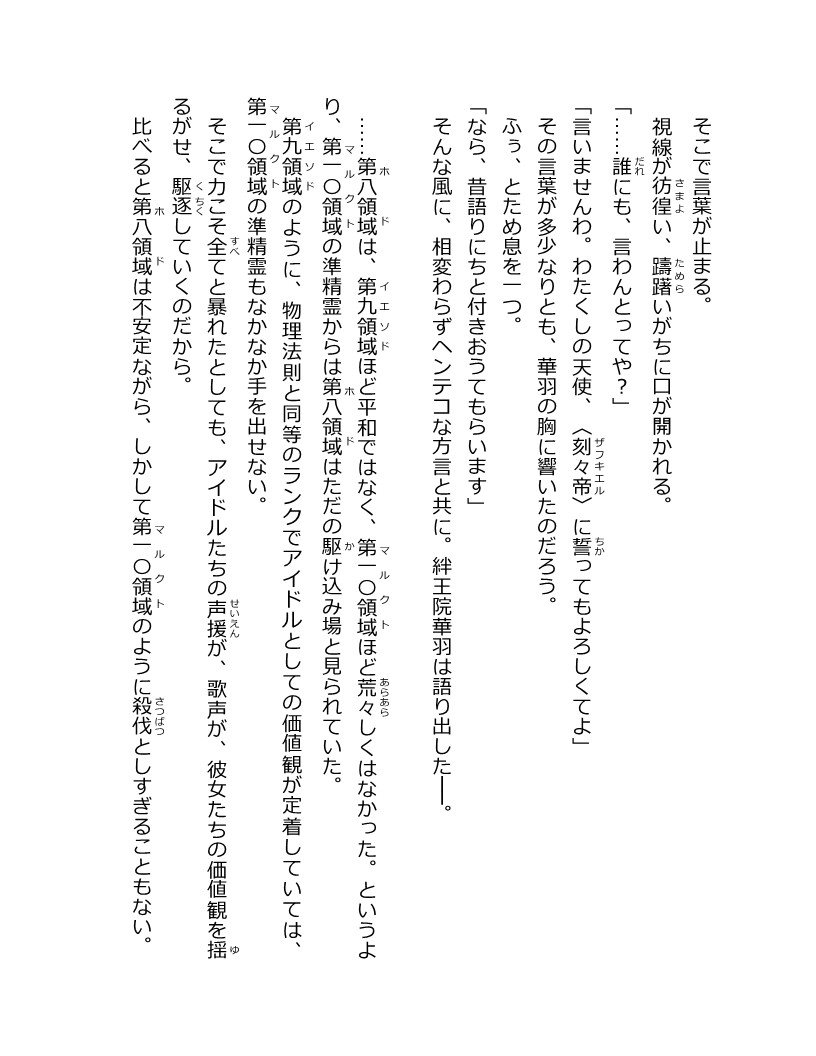 そこで言葉が止まる。
視線が彷徨い、躊躇いがちに口が開かれる。
「……誰にも、言わんとってや？」
「言いませんわ。わたくしの天使、〈刻々帝〉に誓ってもよろしくてよ」
その言葉が多少なりとも、華羽の胸に響いたのだろう。
ふぅ、とため息を一つ。
「なら、昔語りにちと付きおうてもらいます」
そんな風に、相変わらずヘンテコな方言と共に。絆王院華羽は語り出した――。
……第八領域は、第九領域ほど平和ではなく、第一〇領域ほど荒々しくはなかった。というよ
り、第一〇領域の準精霊からは第八領域はただの駆け込み場と見られていた。
第九領域のように、物理法則と同等のランクでアイドルとしての価値観が定着していては、
第一〇領域の準精霊もなかなか手を出せない。
そこで力こそ全てと暴れたとしても、アイドルたちの声援が、歌声が、彼女たちの価値観を揺
るがせ、駆逐していくのだから。
比べると第八領域は不安定ながら、しかして第一〇領域のように殺伐としすぎることもない。